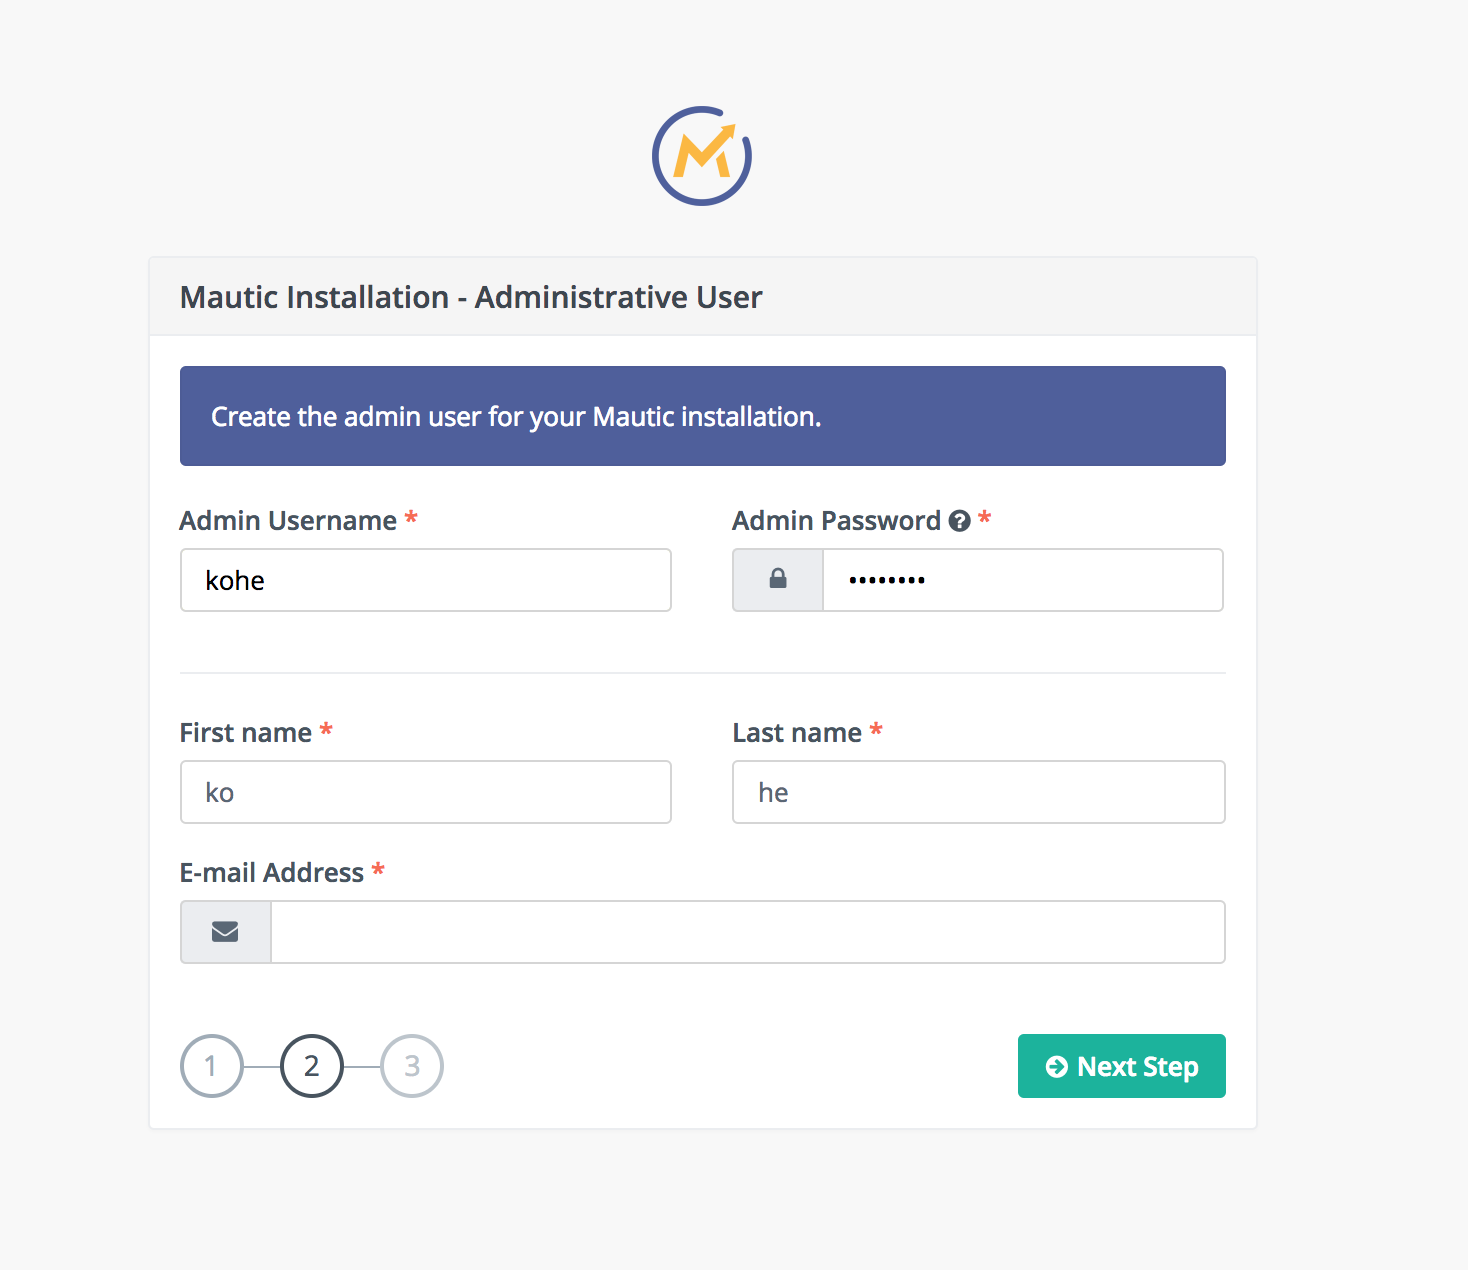 Mautic Installation - Administrative User
Create the admin user for your Mautic installation.
Admin Username *
Admin Password ? *
kohe
••••••••
First name *
Last name *
ko
he
E-mail Address *
1 2 3
Next Step